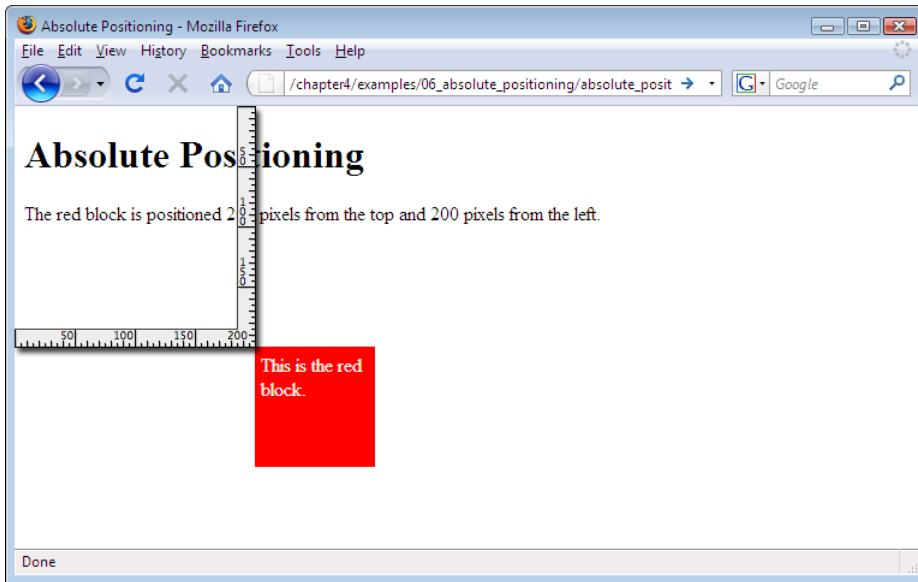 Absolute Positioning - Mozilla Firefox
File Edit View History Bookmarks Tools Help
/chapter4/examples/06_absolute_positioning/absolute_posit
G Google
Absolute Positioning
The red block is positioned 2 pixels from the top and 200 pixels from the left.
50
100
150
50 100 150 200
This is the red
block.
Done